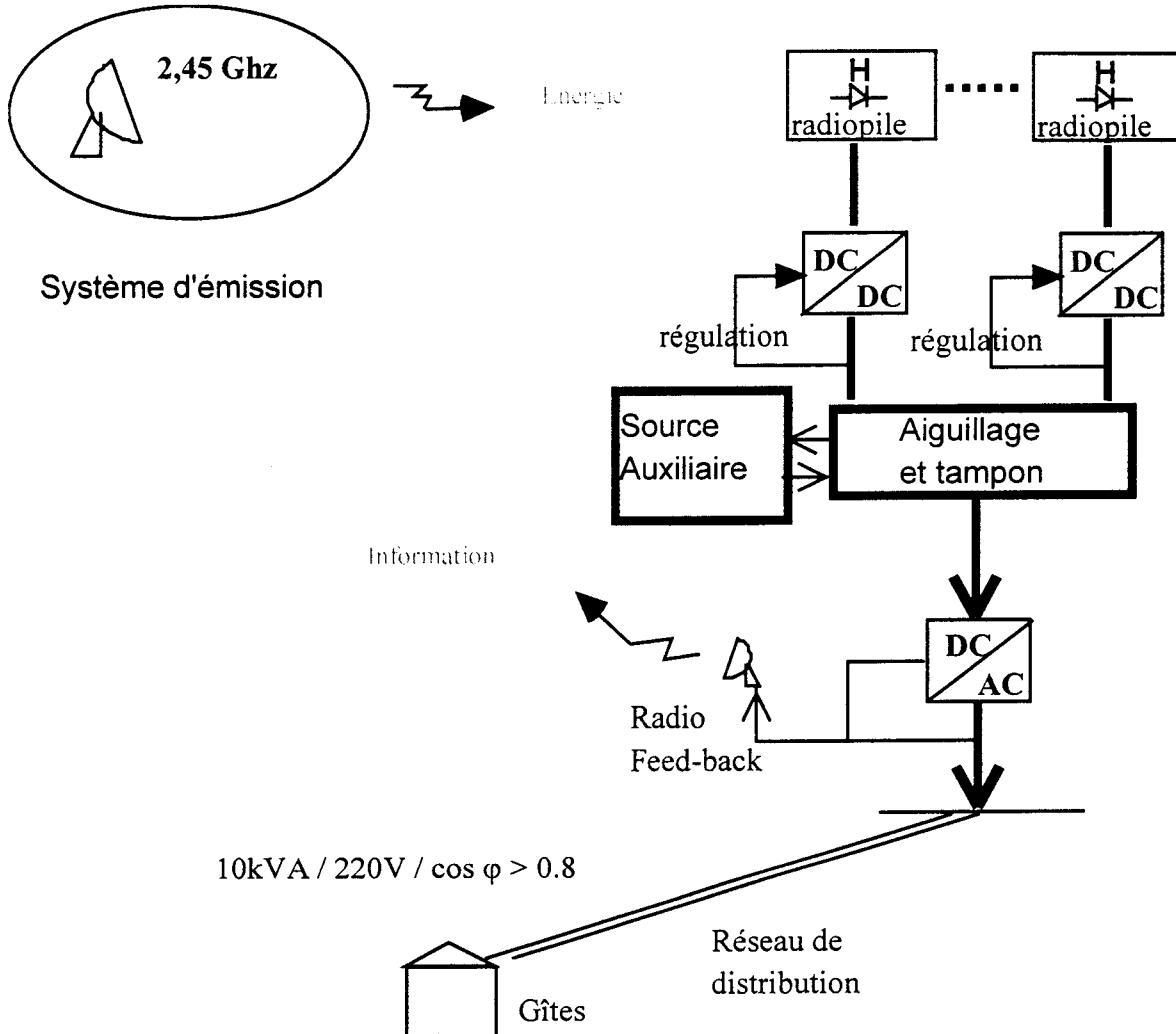 2,45 Ghz
Energie
H
radiopile
H
radiopile
Système d'émission
DC
DC
DC
DC
régulation
régulation
Source
Auxiliaire
Aiguillage
et tampon
Information
DC
AC
Radio
Feed-back
10kVA / 220V / cos φ > 0.8
Réseau de
distribution
Gîtes